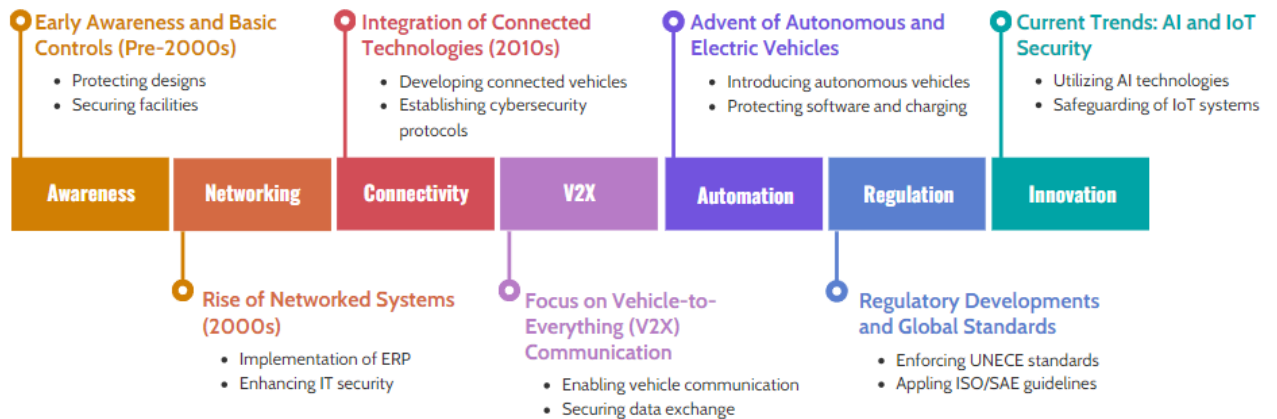 Early Awareness and Basic
Controls (Pre-2000s)
• Protecting designs
• Securing facilities
Integration of Connected
Technologies (2010s)
• Developing connected vehicles
• Establishing cybersecurity
protocols
Advent of Autonomous and
Electric Vehicles
• Introducing autonomous vehicles
• Protecting software and charging
Current Trends: AI and IoT
Security
• Utilizing AI technologies
• Safeguarding of IoT systems
Awareness
Networking
Connectivity
V2X
Automation
Regulation
Innovation
Rise of Networked Systems
(2000s)
• Implementation of ERP
• Enhancing IT security
Focus on Vehicle-to-
Everything (V2X)
Communication
• Enabling vehicle communication
• Securing data exchange
Regulatory Developments
and Global Standards
• Enforcing UNECE standards
• Appling ISO/SAE guidelines